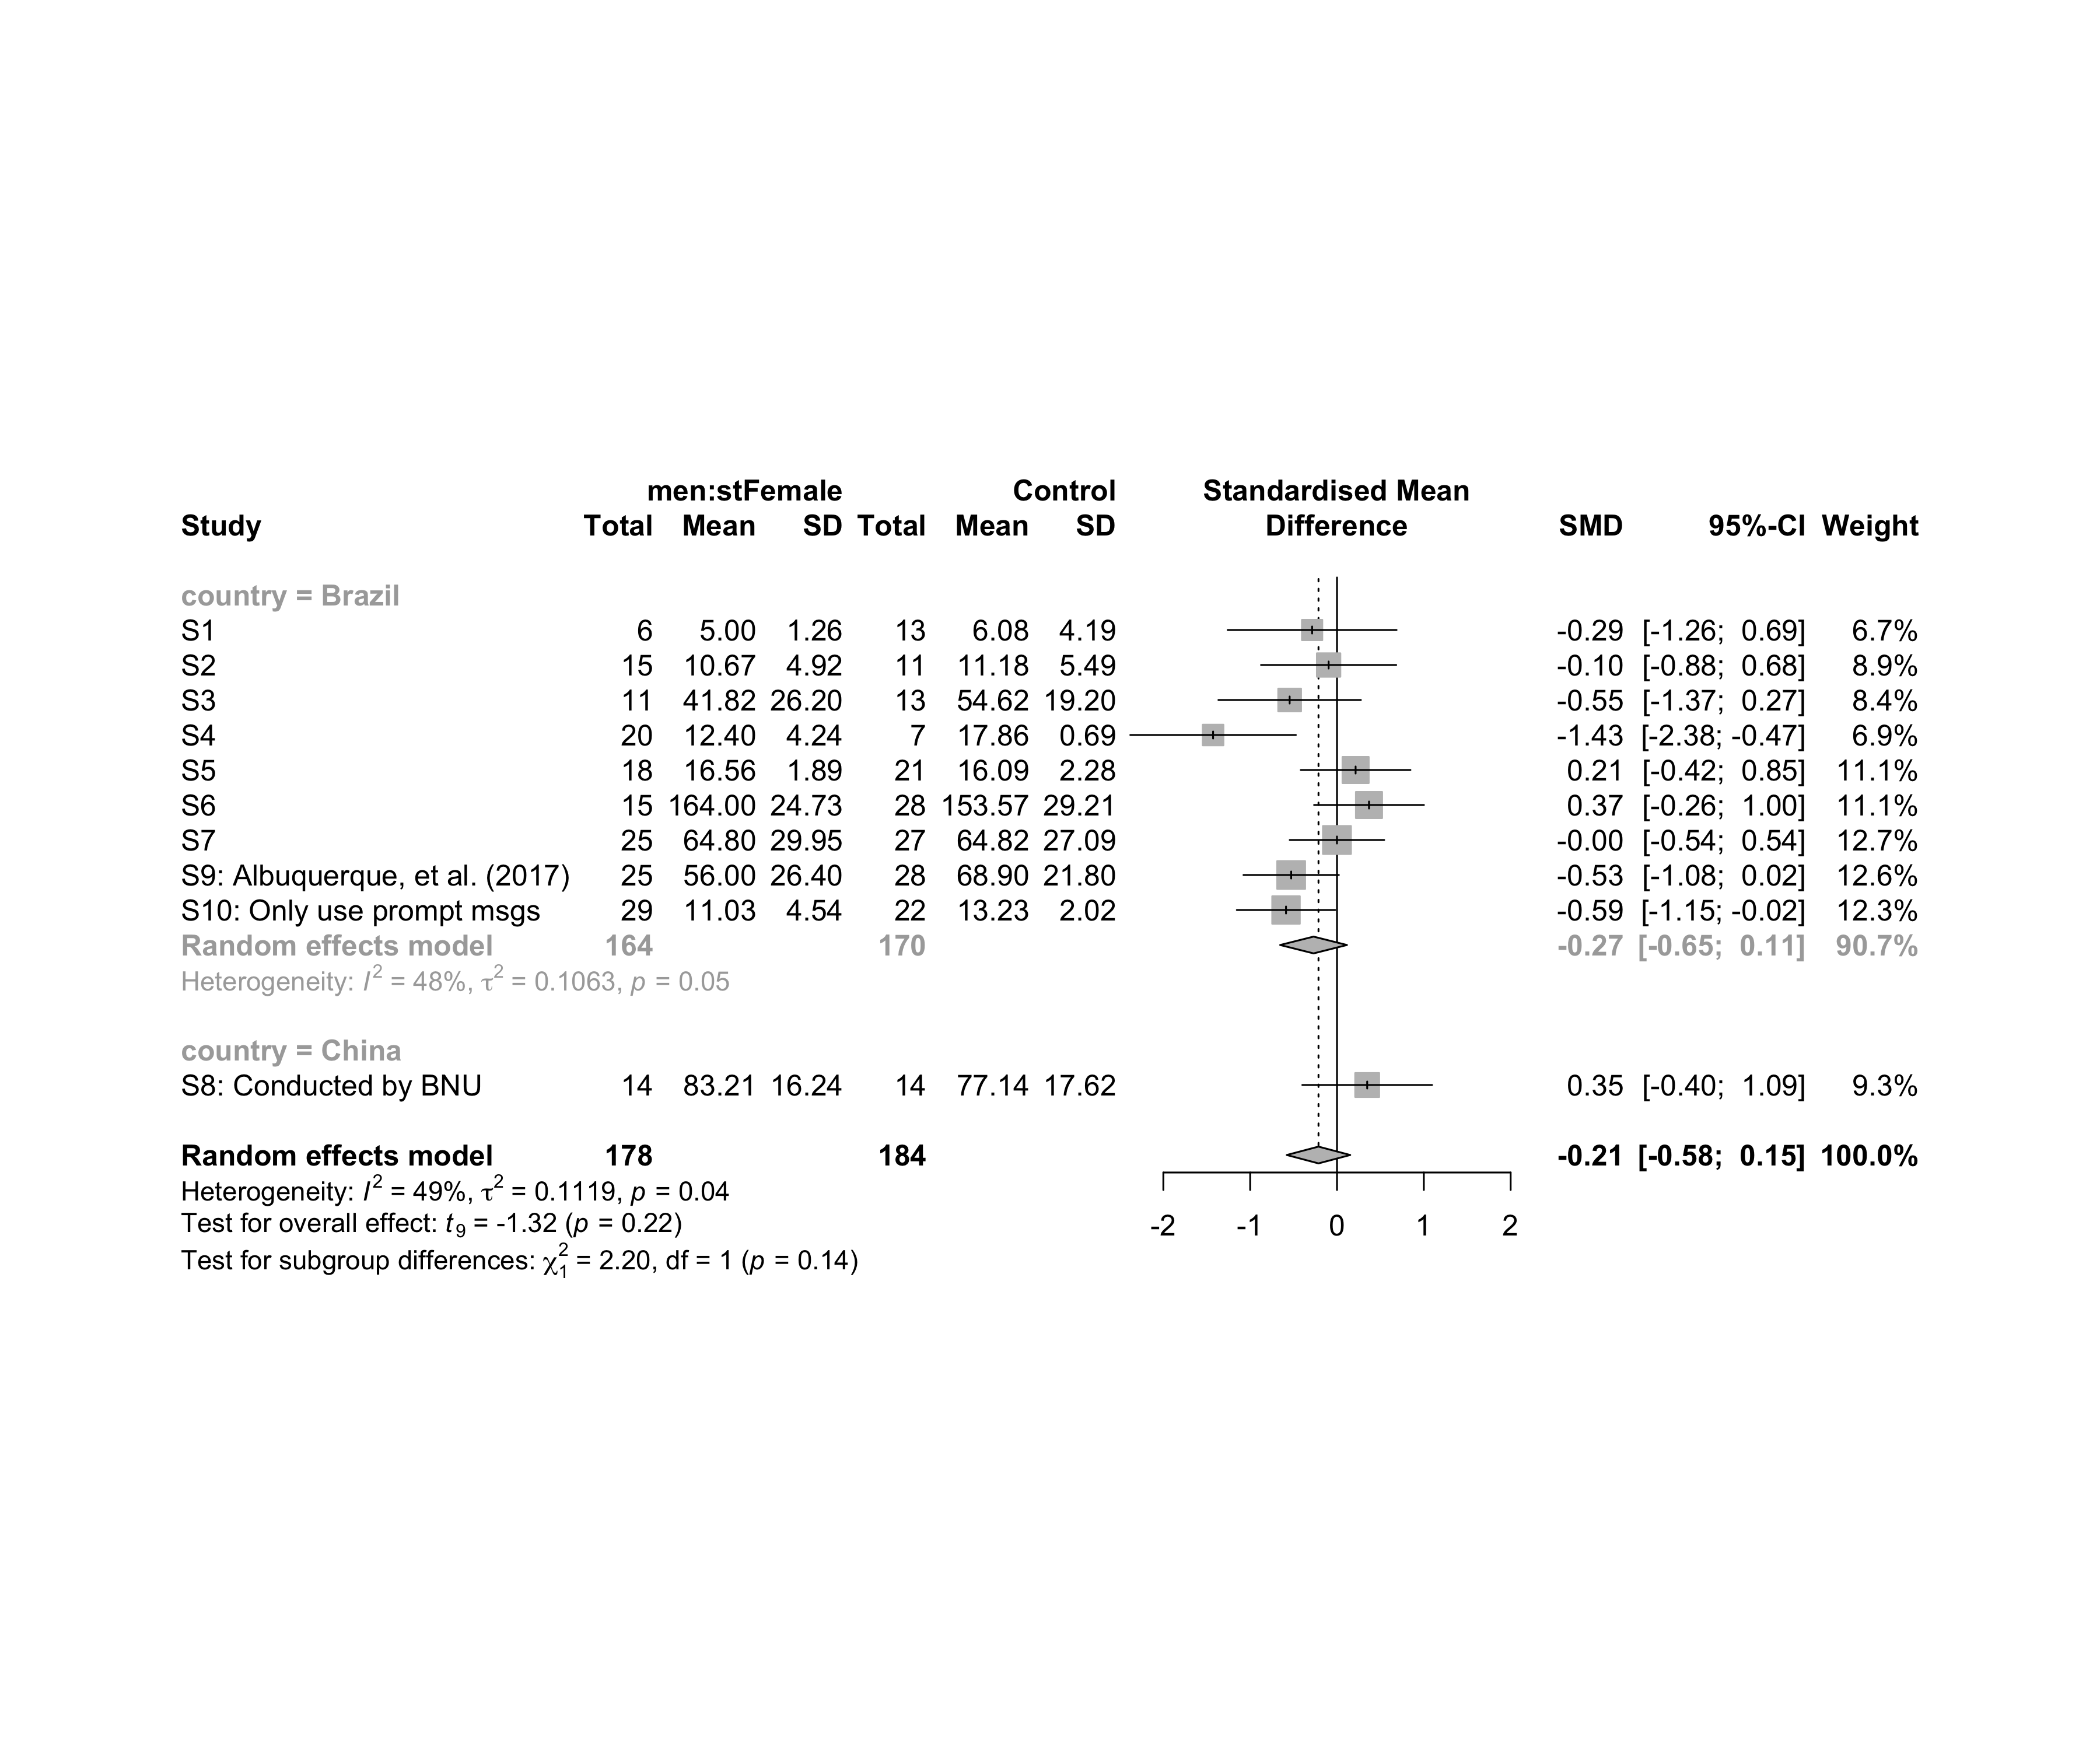 men:stFemale Control Standardised Mean
Study Total Mean SD Total Mean SD Difference SMD 95%-CI Weight
country = Brazil
S1 6 5.00 1.26 13 6.08 4.19 -0.29 [-1.26; 0.69] 6.7%
S2 15 10.67 4.92 11 11.18 5.49 -0.10 [-0.88; 0.68] 8.9%
S3 11 41.82 26.20 13 54.62 19.20 -0.55 [-1.37; 0.27] 8.4%
S4 20 12.40 4.24 7 17.86 0.69 -1.43 [-2.38; -0.47] 6.9%
S5 18 16.56 1.89 21 16.09 2.28 0.21 [-0.42; 0.85] 11.1%
S6 15 164.00 24.73 28 153.57 29.21 0.37 [-0.26; 1.00] 11.1%
S7 25 64.80 29.95 27 64.82 27.09 -0.00 [-0.54; 0.54] 12.7%
S9: Albuquerque, et al. (2017) 25 56.00 26.40 28 68.90 21.80 -0.53 [-1.08; 0.02] 12.6%
S10: Only use prompt msgs 29 11.03 4.54 22 13.23 2.02 -0.59 [-1.15; -0.02] 12.3%
Random effects model 164 170 -0.27 [-0.65; 0.11] 90.7%
Heterogeneity: I² = 48%, τ² = 0.1063, p = 0.05
country = China
S8: Conducted by BNU 14 83.21 16.24 14 77.14 17.62 0.35 [-0.40; 1.09] 9.3%
Random effects model 178 184 -0.21 [-0.58; 0.15] 100.0%
Heterogeneity: I² = 49%, τ² = 0.1119, p = 0.04
Test for overall effect: t₉ = -1.32 (p = 0.22)
-2 -1 0 1 2
Test for subgroup differences: χ²₁ = 2.20, df = 1 (p = 0.14)